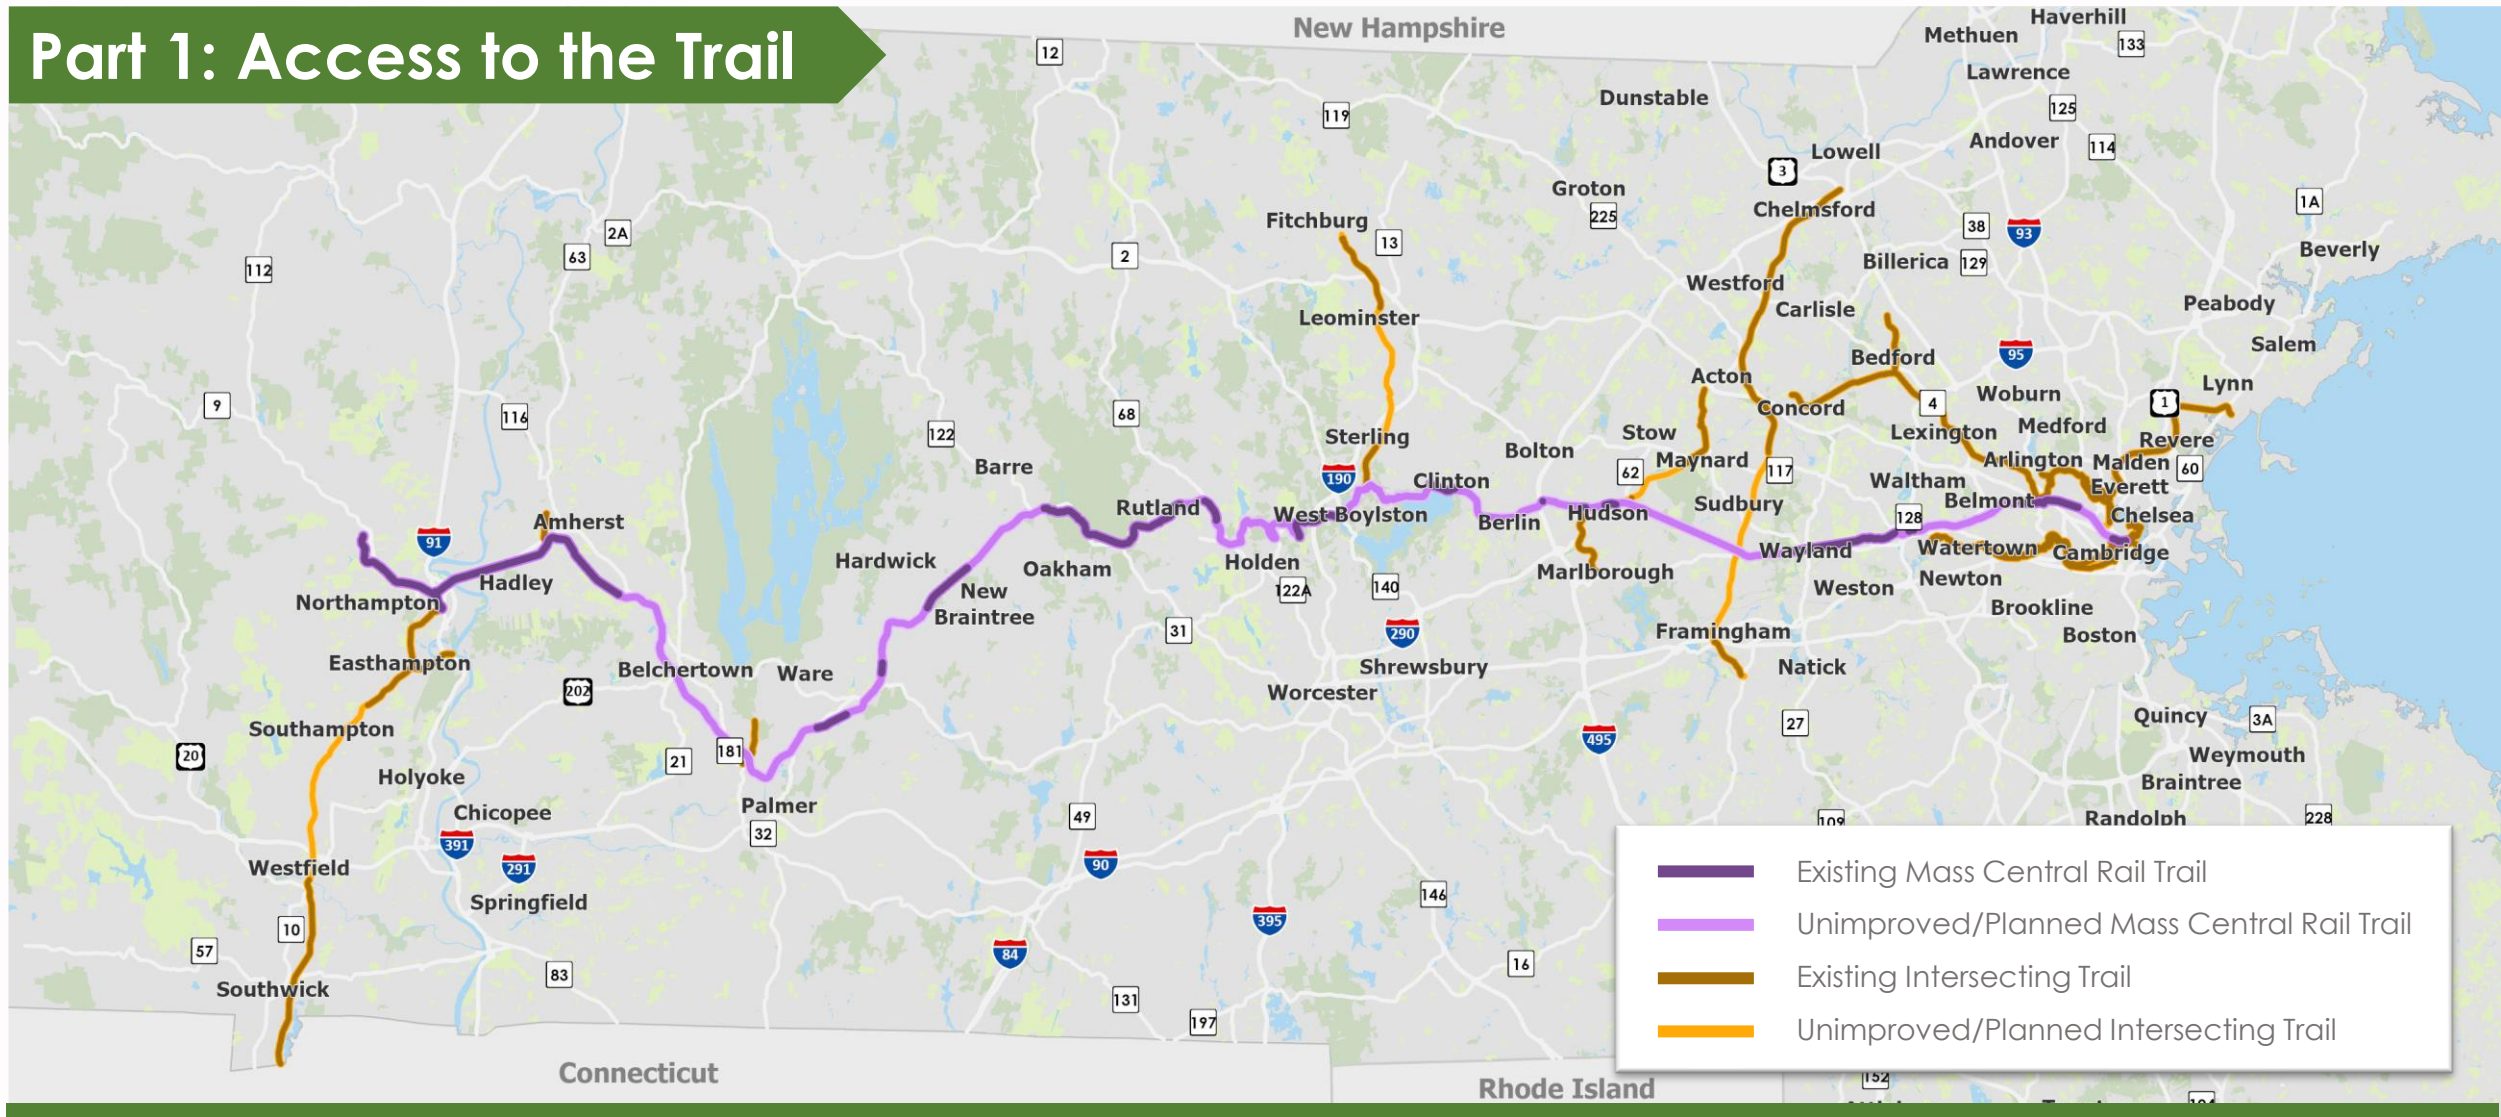 Part 1: Access to the Trail
New Hampshire
Haverhill
Methuen
133
12
Lawrence
Dunstable
125
119
Andover
114
Lowell
3
Groton
225
1A
Chelmsford
Fitchburg
38
93
2A
13
63
2
Beverly
112
Billerica
129
Westford
Carlisle
Peabody
Leominster
Salem
95
Bedford
Acton
Lynn
Woburn
9
4
1
116
68
Concord
122
Sterling
Stow
Lexington
Medford
Revere
Bolton
Barre
62
Maynard
117
Arlington
Malden
60
190
Clinton
Waltham
Everett
Rutland
Sudbury
Belmont
West Boylston
Hudson
128
Chelsea
Amherst
Berlin
91
Wayland
Watertown
Cambridge
Hardwick
Oakham
Holden
Marlborough
Hadley
Newton
New
Braintree
122A
140
Weston
Northampton
Brookline
31
290
Framingham
Boston
Easthampton
Belchertown
Ware
Shrewsbury
Natick
202
Worcester
Southampton
Quincy
3A
27
495
20
21
181
Weymouth
Holyoke
Braintree
Palmer
Chicopee
49
109
Randolph
228
32
391
291
90
Westfield
Springfield
146
395
10
57
84
16
83
Southwick
131
197
Connecticut
Rhode Island
152
Existing Mass Central Rail Trail
Unimproved/Planned Mass Central Rail Trail
Existing Intersecting Trail
Unimproved/Planned Intersecting Trail